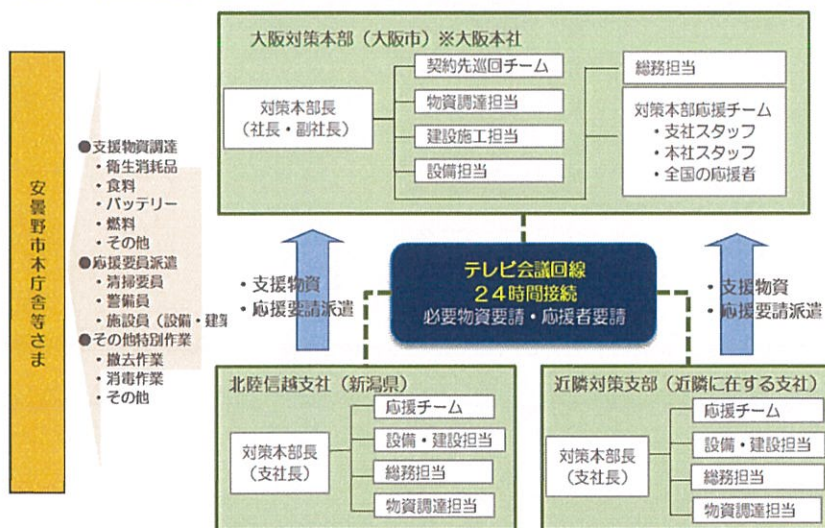 安曇野市本庁舎等さま
●支援物資調達
・衛生消耗品
・食料
・バッテリー
・燃料
・その他
●応援要員派遣
・清掃要員
・警備員
・施設員（設備・建築
●その他特別作業
・撤去作業
・消毒作業
・その他
大阪対策本部（大阪市）※大阪本社
対策本部長
（社長・副社長）
契約先巡回チーム
物資調達担当
建設施工担当
設備担当
総務担当
対策本部応援チーム
・支社スタッフ
・本社スタッフ
・全国の応援者
・支援物資
・応援要請派遣
テレビ会議回線
２４時間接続
必要物資要請・応援者要請
・支援物資
・応援要請派遣
北陸信越支社（新潟県）
対策本部長
（支社長）
応援チーム
設備・建設担当
総務担当
物資調達担当
近隣対策支部（近隣に在する支社）
対策本部長
（支社長）
応援チーム
設備・建設担当
総務担当
物資調達担当